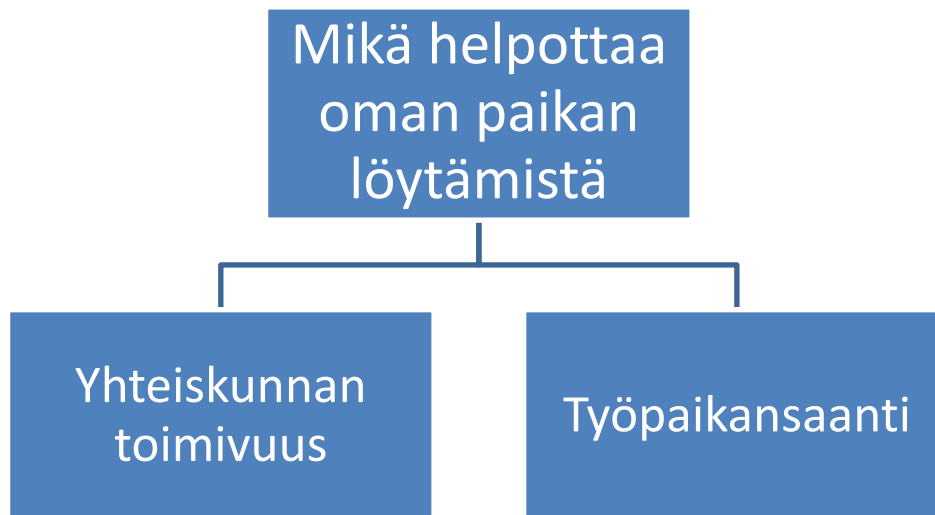 Mikä helpottaa
oman paikan
löytämistä
Yhteiskunnan
toimivuus
Työpaikansaanti